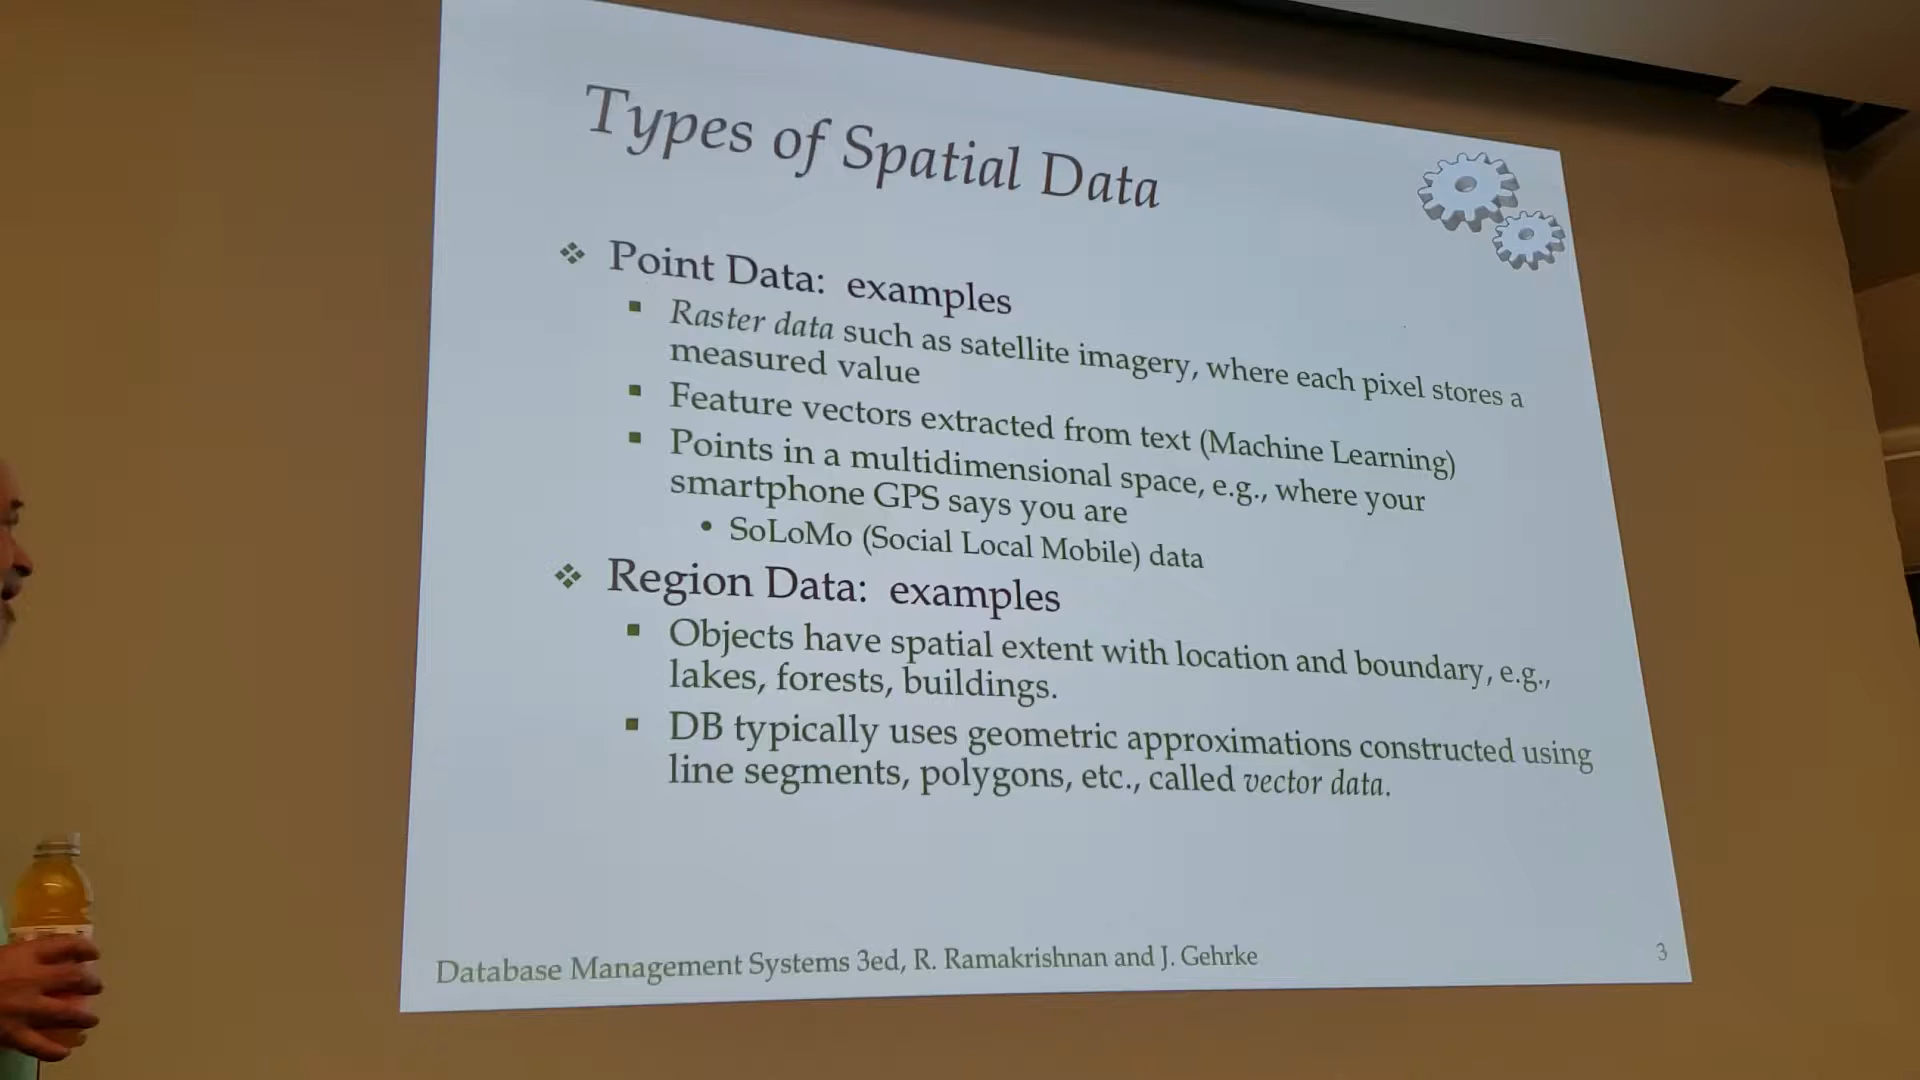 Types of Spatial Data
Point Data: examples
Raster data such as satellite imagery, where each pixel stores a
measured value
Feature vectors extracted from text (Machine Learning)
Points in a multidimensional space, e.g., where your
smartphone GPS says you are
SoLoMo (Social Local Mobile) data
Region Data: examples
Objects have spatial extent with location and boundary, e.g.,
lakes, forests, buildings.
DB typically uses geometric approximations constructed using
line segments, polygons, etc., called vector data.
Database Management Systems 3ed, R. Ramakrishnan and J. Gehrke
3